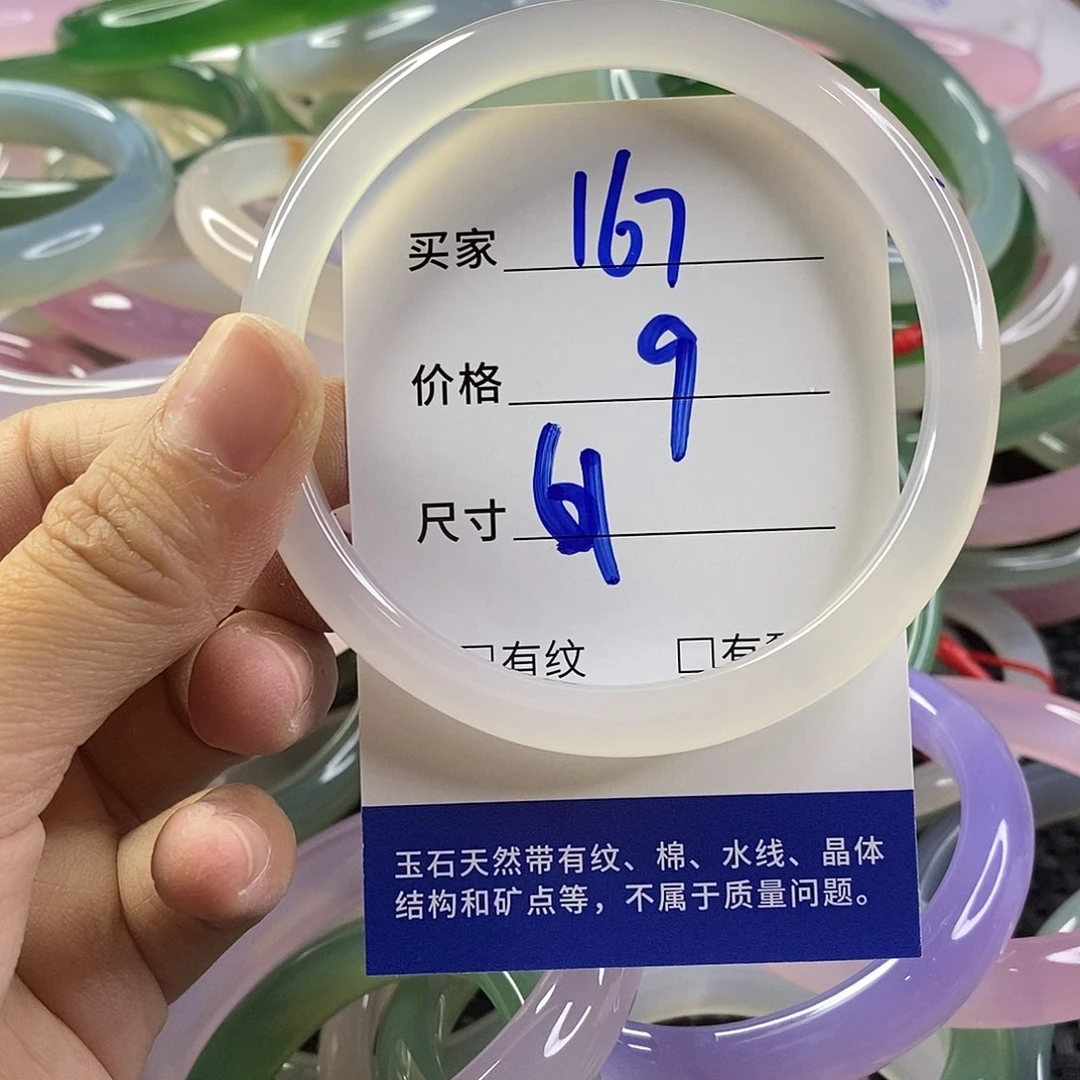 买家 167
价格 9
尺寸 61
□有纹 □有
玉石天然带有纹、棉、水线、晶体
结构和矿点等，不属于质量问题。